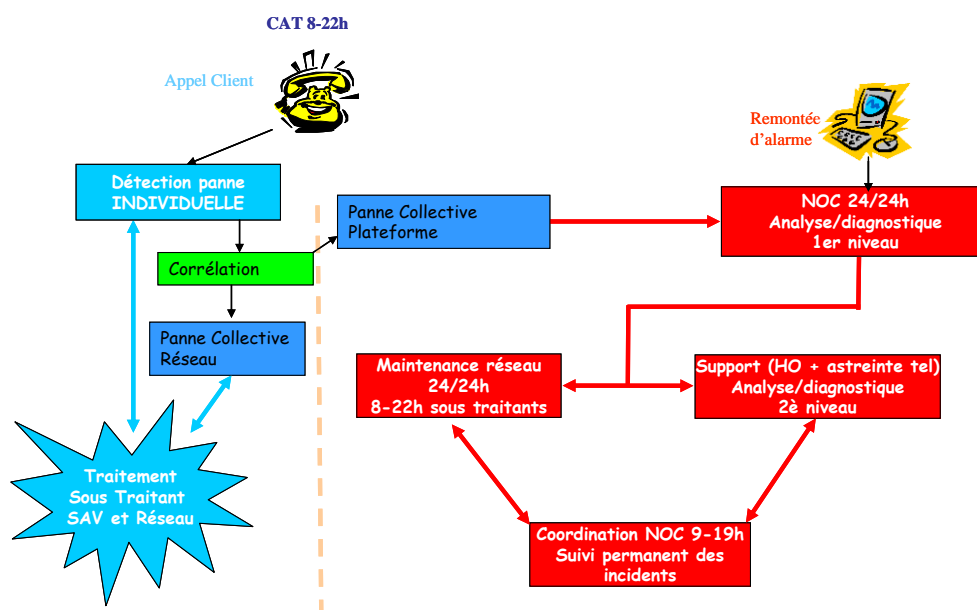 CAT 8-22h
Appel Client
Remontée
d'alarme
Détection panne
INDIVIDUELLE
Panne Collective
Plateforme
NOC 24/24h
Analyse/diagnostique
1er niveau
Corrélation
Panne Collective
Réseau
Maintenance réseau
24/24h
8-22h sous traitants
Support (HO + astreinte tel)
Analyse/diagnostique
2è niveau
Traitement
Sous Traitant
SAV et Réseau
Coordination NOC 9-19h
Suivi permanent des
incidents